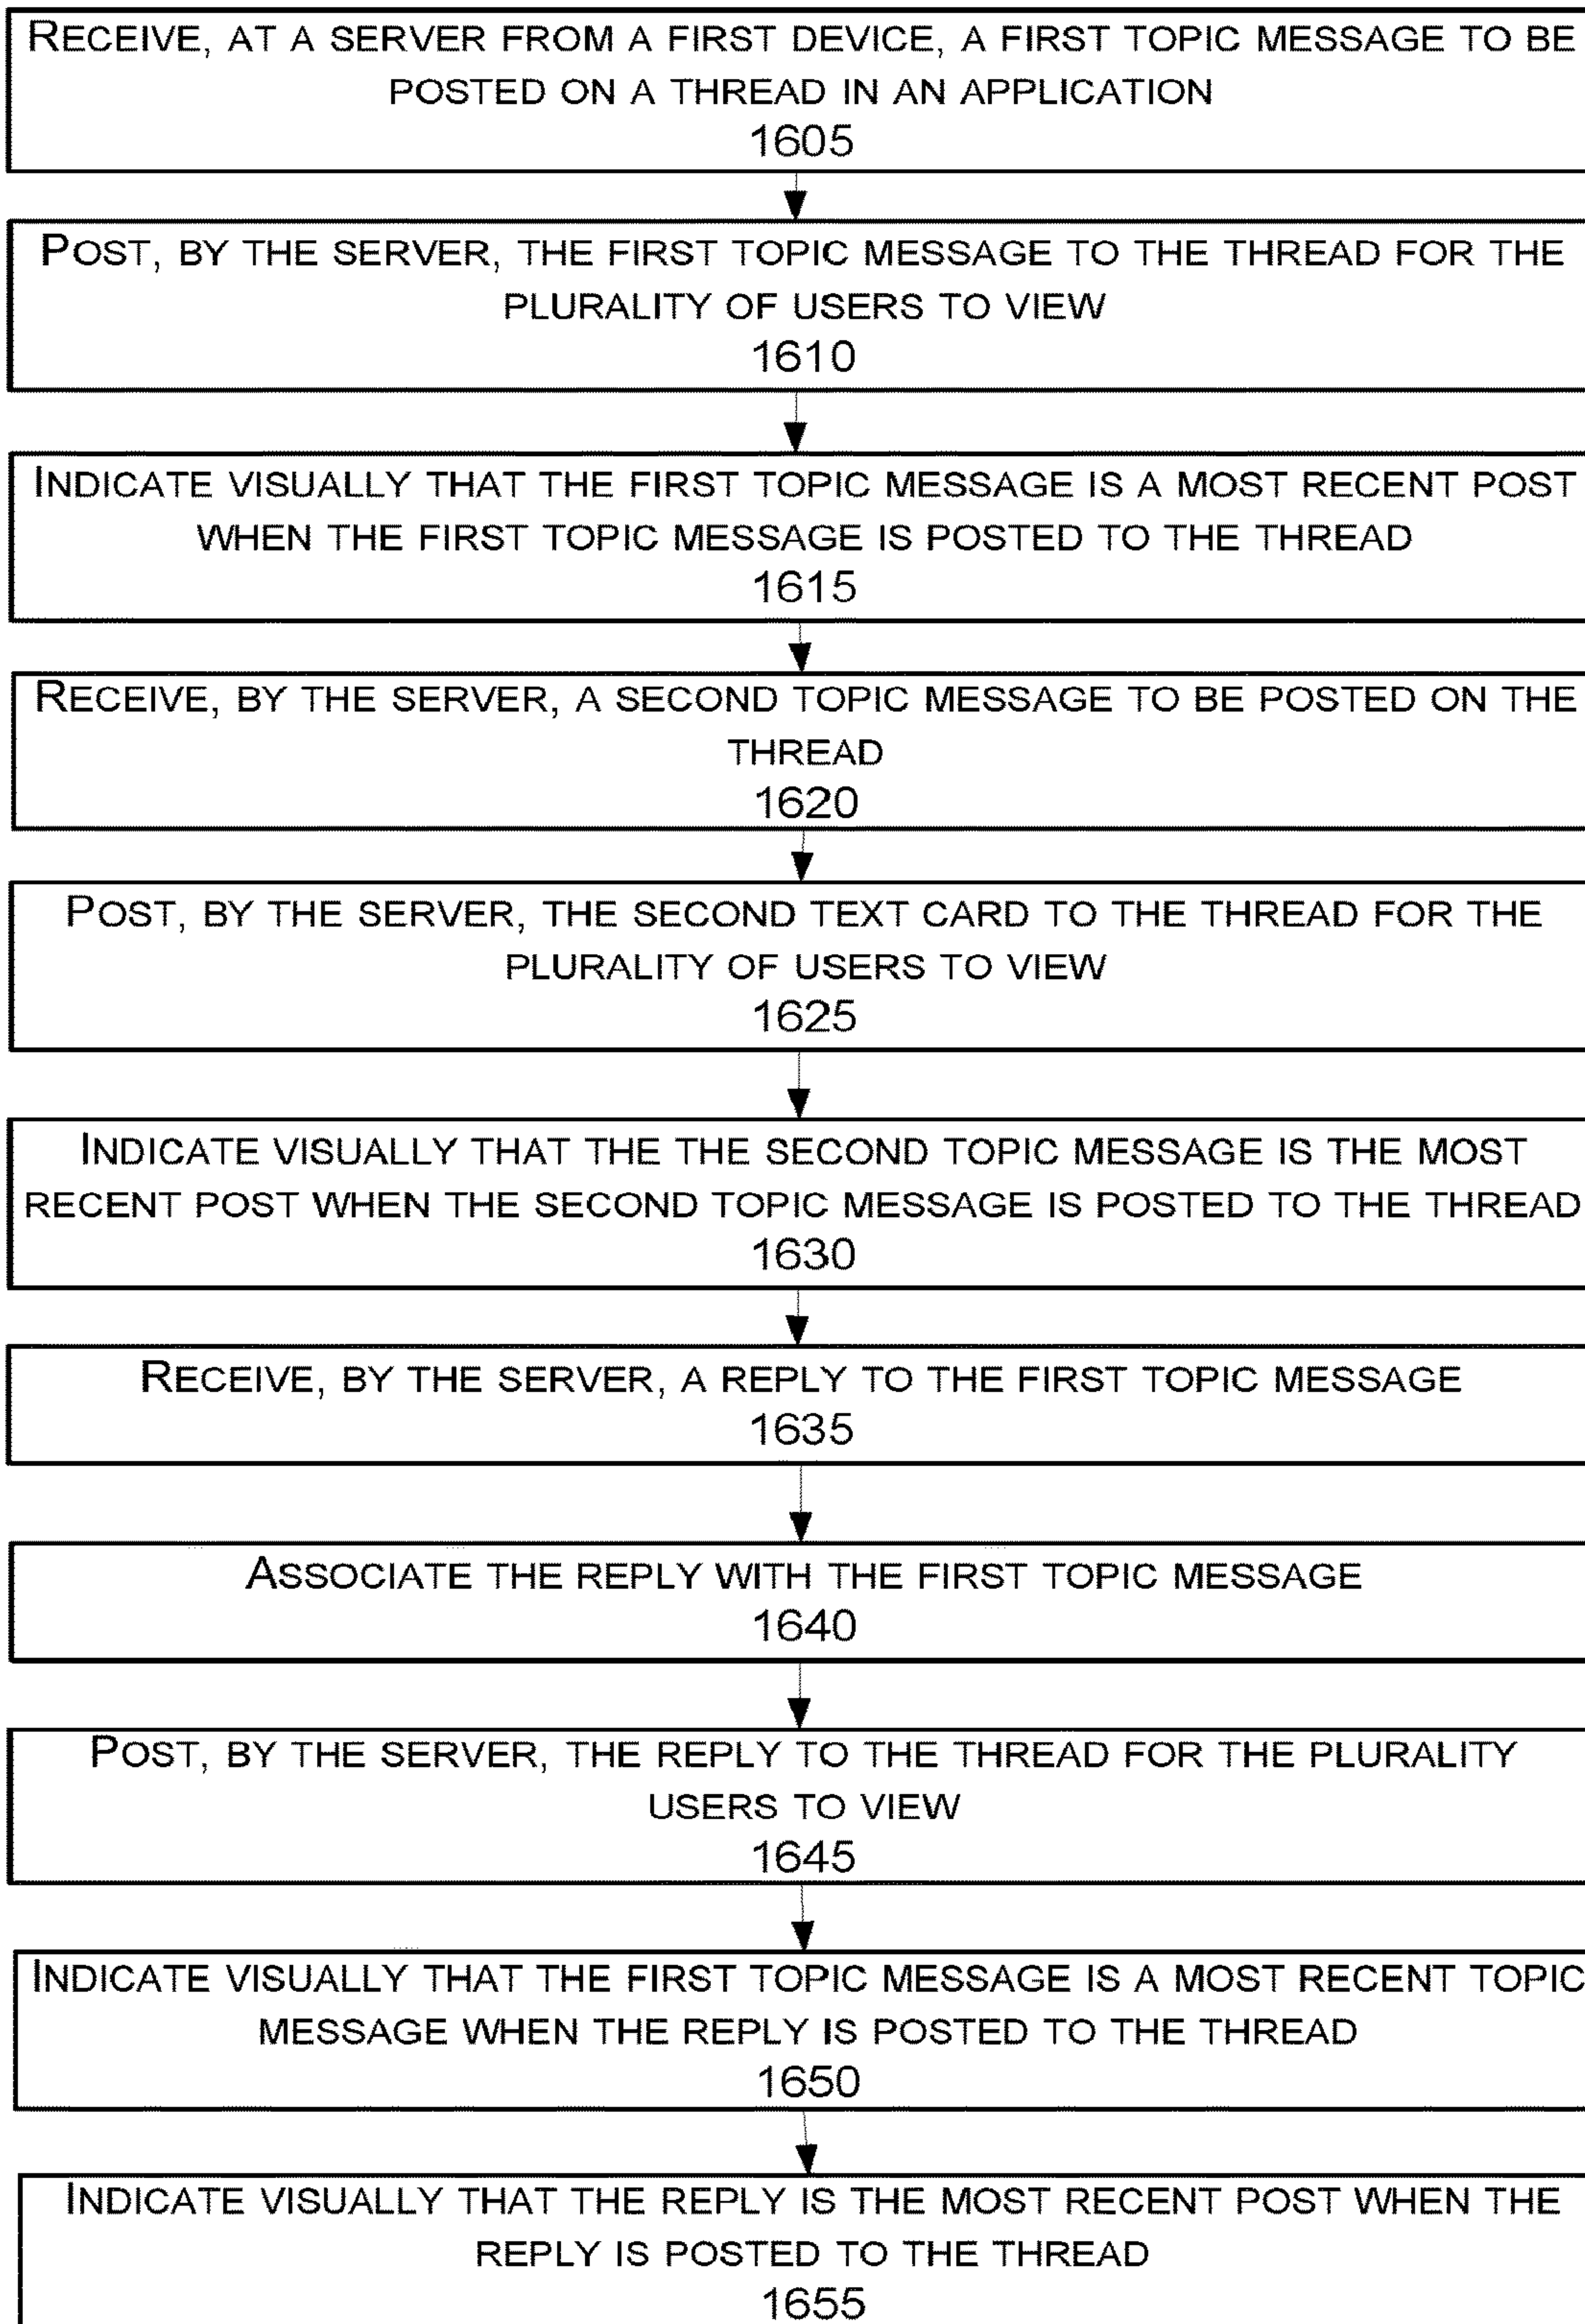 RECEIVE, AT A SERVER FROM A FIRST DEVICE, A FIRST TOPIC MESSAGE TO BE
POSTED ON A THREAD IN AN APPLICATION
1605
POST, BY THE SERVER, THE FIRST TOPIC MESSAGE TO THE THREAD FOR THE
PLURALITY OF USERS TO VIEW
1610
INDICATE VISUALLY THAT THE FIRST TOPIC MESSAGE IS A MOST RECENT POST
WHEN THE FIRST TOPIC MESSAGE IS POSTED TO THE THREAD
1615
RECEIVE, BY THE SERVER, A SECOND TOPIC MESSAGE TO BE POSTED ON THE
THREAD
1620
POST, BY THE SERVER, THE SECOND TEXT CARD TO THE THREAD FOR THE
PLURALITY OF USERS TO VIEW
1625
INDICATE VISUALLY THAT THE THE SECOND TOPIC MESSAGE IS THE MOST
RECENT POST WHEN THE SECOND TOPIC MESSAGE IS POSTED TO THE THREAD
1630
RECEIVE, BY THE SERVER, A REPLY TO THE FIRST TOPIC MESSAGE
1635
ASSOCIATE THE REPLY WITH THE FIRST TOPIC MESSAGE
1640
POST, BY THE SERVER, THE REPLY TO THE THREAD FOR THE PLURALITY
USERS TO VIEW
1645
INDICATE VISUALLY THAT THE FIRST TOPIC MESSAGE IS A MOST RECENT TOPIC
MESSAGE WHEN THE REPLY IS POSTED TO THE THREAD
1650
INDICATE VISUALLY THAT THE REPLY IS THE MOST RECENT POST WHEN THE
REPLY IS POSTED TO THE THREAD
1655